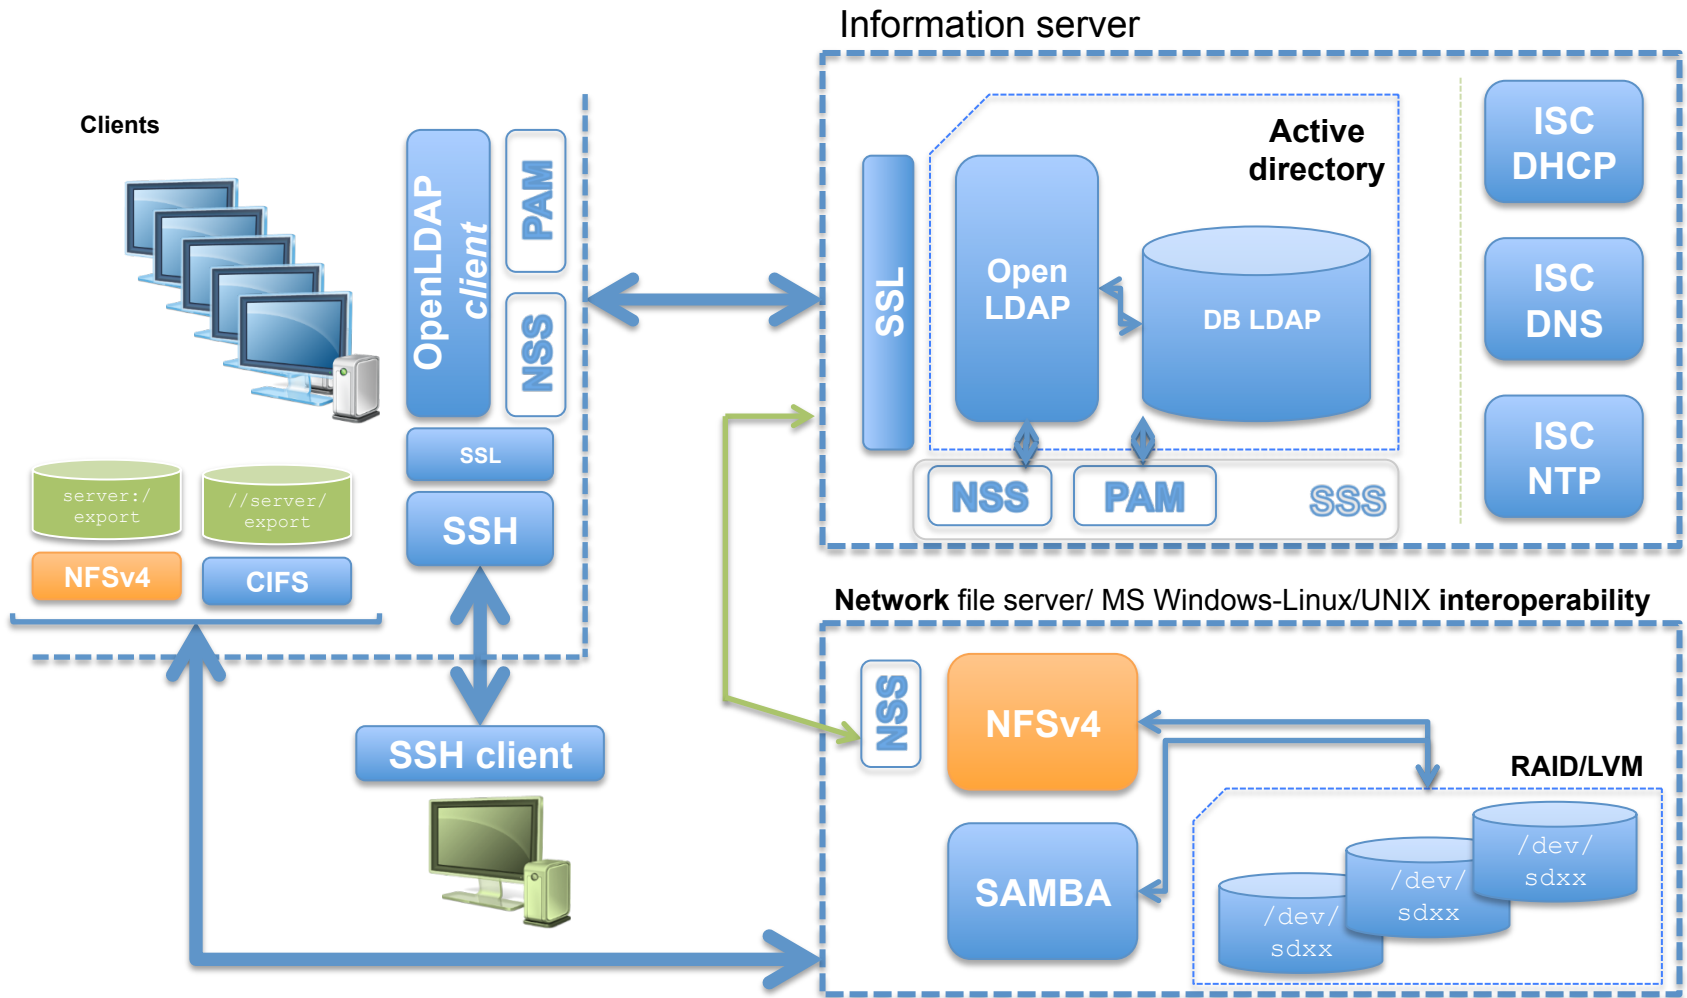 Information server
Clients
OpenLDAP
client
PAM
NSS
SSL
SSH
server:/
export
//server/
export
NFSv4
CIFS
SSH client
SSL
Active
directory
Open
LDAP
DB LDAP
NSS
PAM
SSS
ISC
DHCP
ISC
DNS
ISC
NTP
Network file server/ MS Windows-Linux/UNIX interoperability
NSS
NFSv4
SAMBA
RAID/LVM
/dev/
sdxx
/dev/
sdxx
/dev/
sdxx